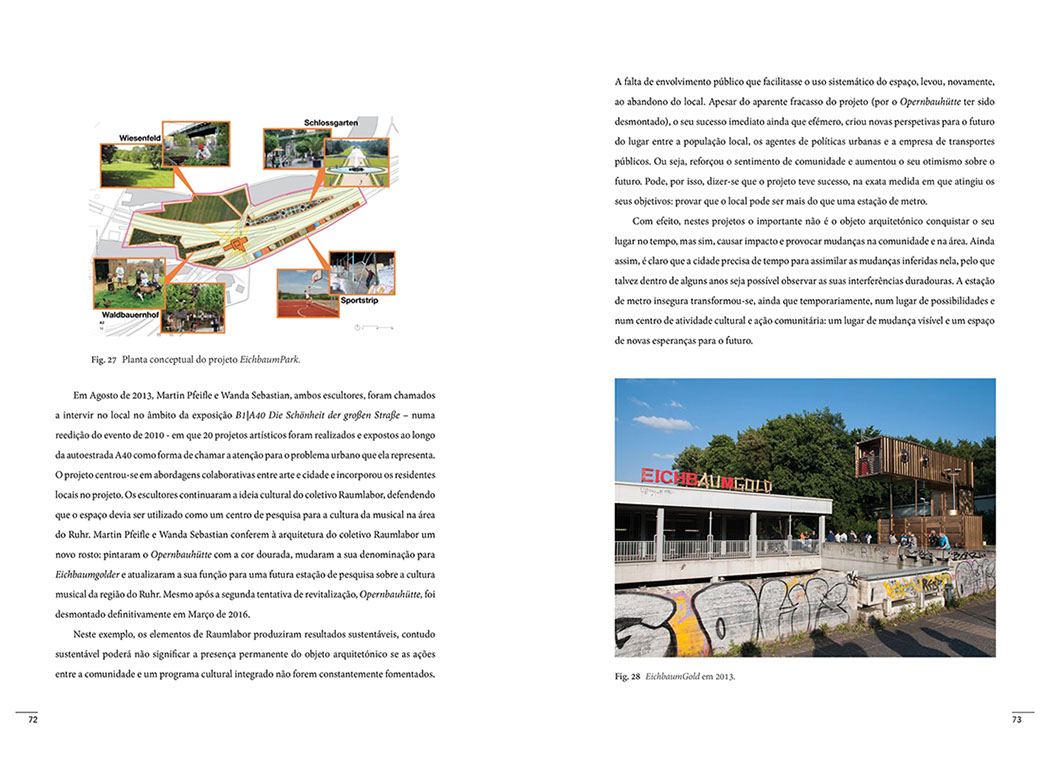 Wiesenfeld
Schlossgarten
Waldbauernhof
Sportstrip
Fig. 27 Planta conceptual do projeto EichbaumPark.
Em Agosto de 2013, Martin Pfeifle e Wanda Sebastian, ambos escultores, foram chamados
a intervir no local no âmbito da exposição B1|A40 Die Schönheit der großen Straße – numa
reedição do evento de 2010 - em que 20 projetos artísticos foram realizados e expostos ao longo
da autoestrada A40 como forma de chamar a atenção para o problema urbano que ela representa.
O projeto centrou-se em abordagens colaborativas entre arte e cidade e incorporou os residentes
locais no projeto. Os escultores continuaram a ideia cultural do coletivo Raumlabor, defendendo
que o espaço devia ser utilizado como um centro de pesquisa para a cultura da musical na área
do Ruhr. Martin Pfeifle e Wanda Sebastian conferem à arquitetura do coletivo Raumlabor um
novo rosto: pintaram o Opernbauhütte com a cor dourada, mudaram a sua denominação para
Eichbaumgolder e atualizaram a sua função para uma futura estação de pesquisa sobre a cultura
musical da região do Ruhr. Mesmo após a segunda tentativa de revitalização, Opernbauhütte, foi
desmontado definitivamente em Março de 2016.
Neste exemplo, os elementos de Raumlabor produziram resultados sustentáveis, contudo
sustentável poderá não significar a presença permanente do objeto arquitetónico se as ações
entre a comunidade e um programa cultural integrado não forem constantemente fomentados.
72
A falta de envolvimento público que facilitasse o uso sistemático do espaço, levou, novamente,
ao abandono do local. Apesar do aparente fracasso do projeto (por o Opernbauhütte ter sido
desmontado), o seu sucesso imediato ainda que efémero, criou novas perspetivas para o futuro
do lugar entre a população local, os agentes de políticas urbanas e a empresa de transportes
públicos. Ou seja, reforçou o sentimento de comunidade e aumentou o seu otimismo sobre o
futuro. Pode, por isso, dizer-se que o projeto teve sucesso, na exata medida em que atingiu os
seus objetivos: provar que o local pode ser mais do que uma estação de metro.
Com efeito, nestes projetos o importante não é o objeto arquitetónico conquistar o seu
lugar no tempo, mas sim, causar impacto e provocar mudanças na comunidade e na área. Ainda
assim, é claro que a cidade precisa de tempo para assimilar as mudanças inferidas nela, pelo que
talvez dentro de alguns anos seja possível observar as suas interferências duradouras. A estação
de metro insegura transformou-se, ainda que temporariamente, num lugar de possibilidades e
num centro de atividade cultural e ação comunitária: um lugar de mudança visível e um espaço
de novas esperanças para o futuro.
EICHBAUMGOLD
Fig. 28 EichbaumGold em 2013.
73